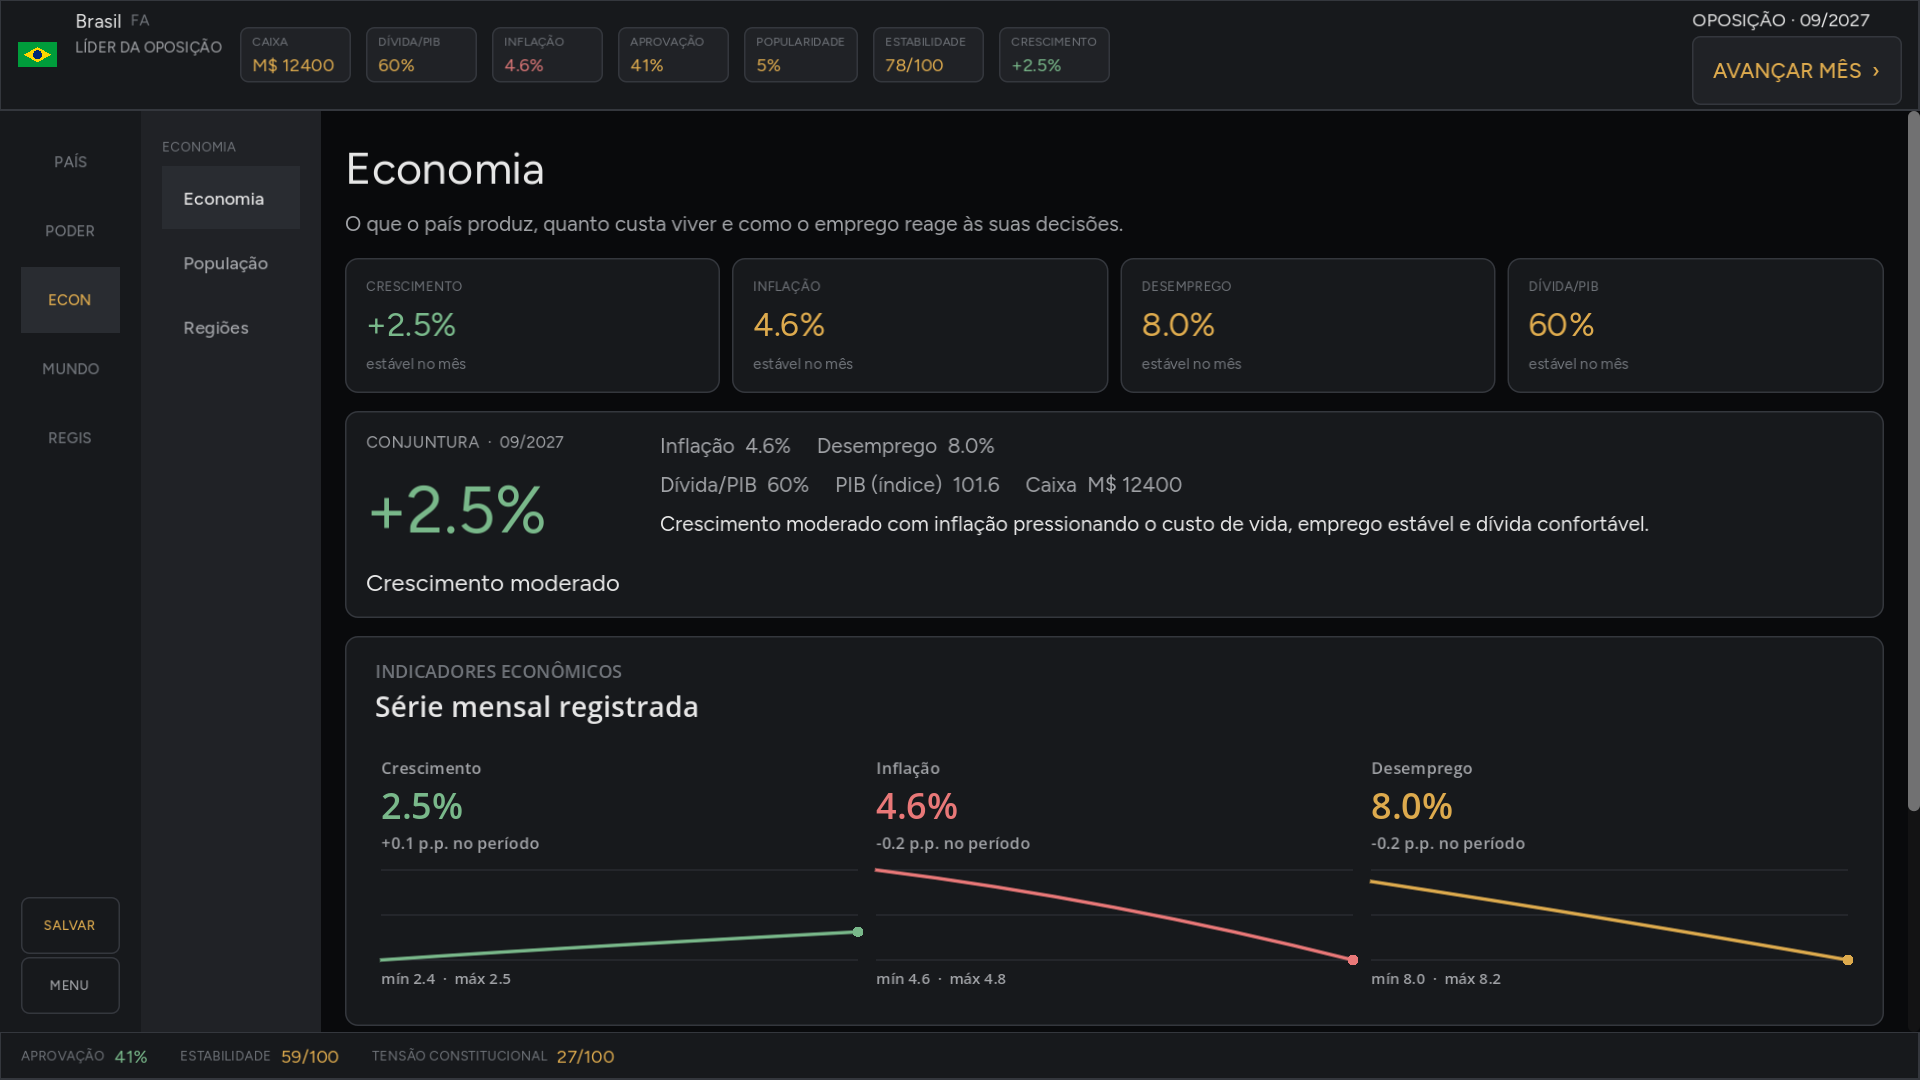 Brasil FA
LÍDER DA OPOSIÇÃO
CAIXA
M$ 12400
DÍVIDA/PIB
60%
INFLAÇÃO
4.6%
APROVAÇÃO
41%
POPULARIDADE
5%
ESTABILIDADE
78/100
CRESCIMENTO
+2.5%
OPOSIÇÃO · 09/2027
AVANÇAR MÊS ›
PAÍS
PODER
ECON
MUNDO
REGIS
SALVAR
MENU
ECONOMIA
Economia
População
Regiões
Economia
O que o país produz, quanto custa viver e como o emprego reage às suas decisões.
CRESCIMENTO
+2.5%
estável no mês
INFLAÇÃO
4.6%
estável no mês
DESEMPREGO
8.0%
estável no mês
DÍVIDA/PIB
60%
estável no mês
CONJUNTURA · 09/2027
+2.5%
Crescimento moderado
Inflação 4.6% Desemprego 8.0%
Dívida/PIB 60% PIB (índice) 101.6 Caixa M$ 12400
Crescimento moderado com inflação pressionando o custo de vida, emprego estável e dívida confortável.
INDICADORES ECONÔMICOS
Série mensal registrada
Crescimento
2.5%
+0.1 p.p. no período
mín 2.4 · máx 2.5
Inflação
4.6%
-0.2 p.p. no período
mín 4.6 · máx 4.8
Desemprego
8.0%
-0.2 p.p. no período
mín 8.0 · máx 8.2
APROVAÇÃO 41% ESTABILIDADE 59/100 TENSÃO CONSTITUCIONAL 27/100